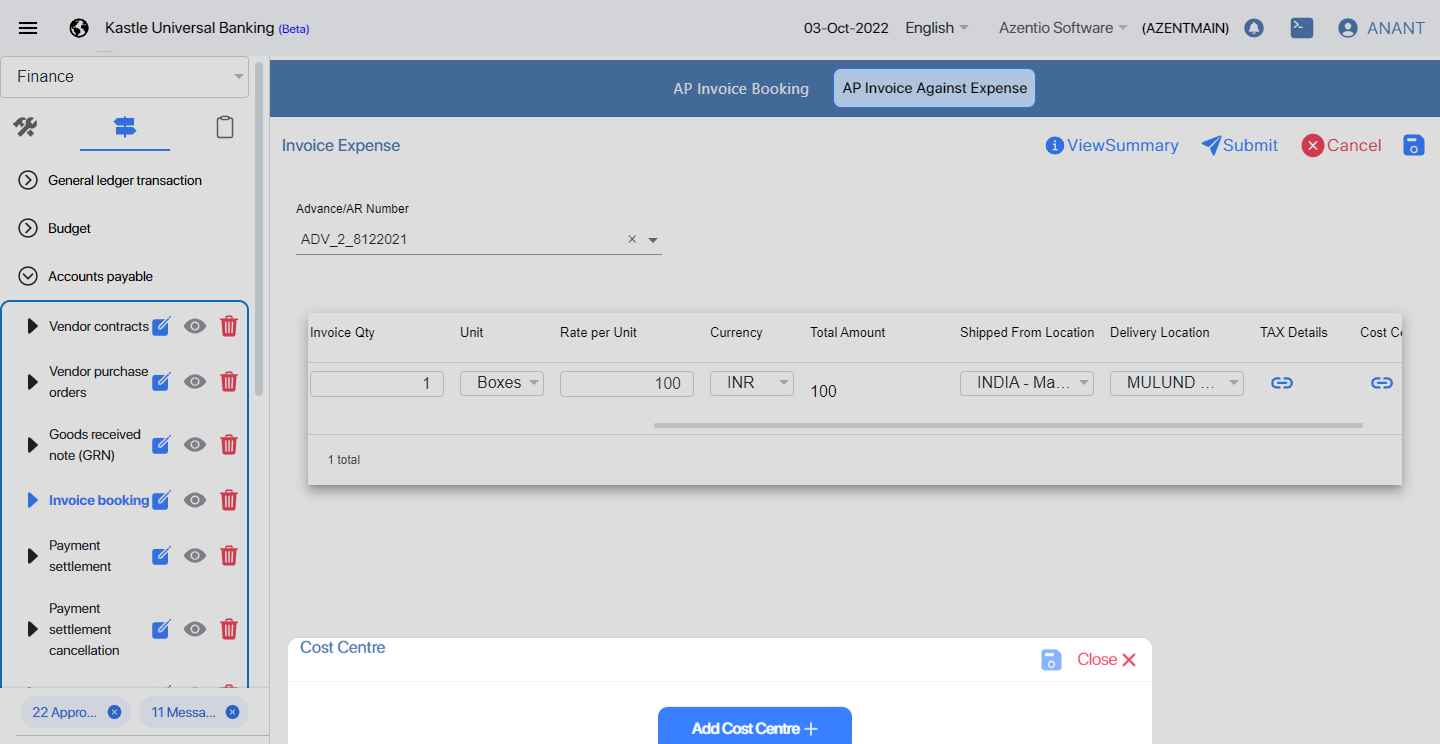 Kastle Universal Banking (Beta)
03-Oct-2022
English
Azentio Software
(AZENTMAIN)
ANANT
Finance
General ledger transaction
Budget
Accounts payable
Vendor contracts
Vendor purchase
orders
Goods received
note (GRN)
Invoice booking
Payment
settlement
Payment
settlement
cancellation
22 Appro...
11 Messa...
AP Invoice Booking
AP Invoice Against Expense
Invoice Expense
ViewSummary
Submit
Cancel
Advance/AR Number
ADV_2_8122021
Invoice Qty Unit Rate per Unit Currency Total Amount Shipped From Location Delivery Location TAX Details Cost
1 Boxes 100 INR 100 INDIA - Ma... MULUND ...
1 total
Cost Centre
Close
Add Cost Centre